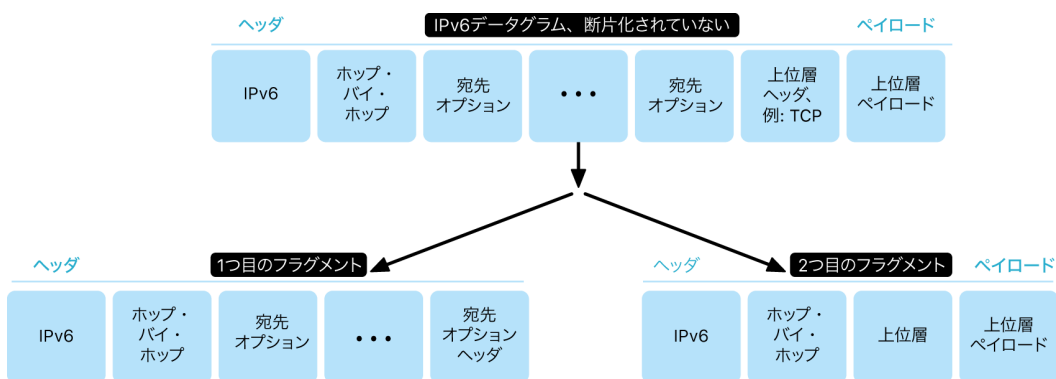 ヘッダ
IPv6データグラム、断片化されていない
ペイロード
IPv6
ホップ・
バイ・
ホップ
宛先
オプション
• • •
宛先
オプション
上位層
ヘッダ、
例: TCP
上位層
ペイロード
ヘッダ
1つ目のフラグメント
IPv6
ホップ・
バイ・
ホップ
宛先
オプション
• • •
宛先
オプション
ヘッダ
ヘッダ
2つ目のフラグメント
ペイロード
IPv6
ホップ・
バイ・
ホップ
上位層
上位層
ペイロード